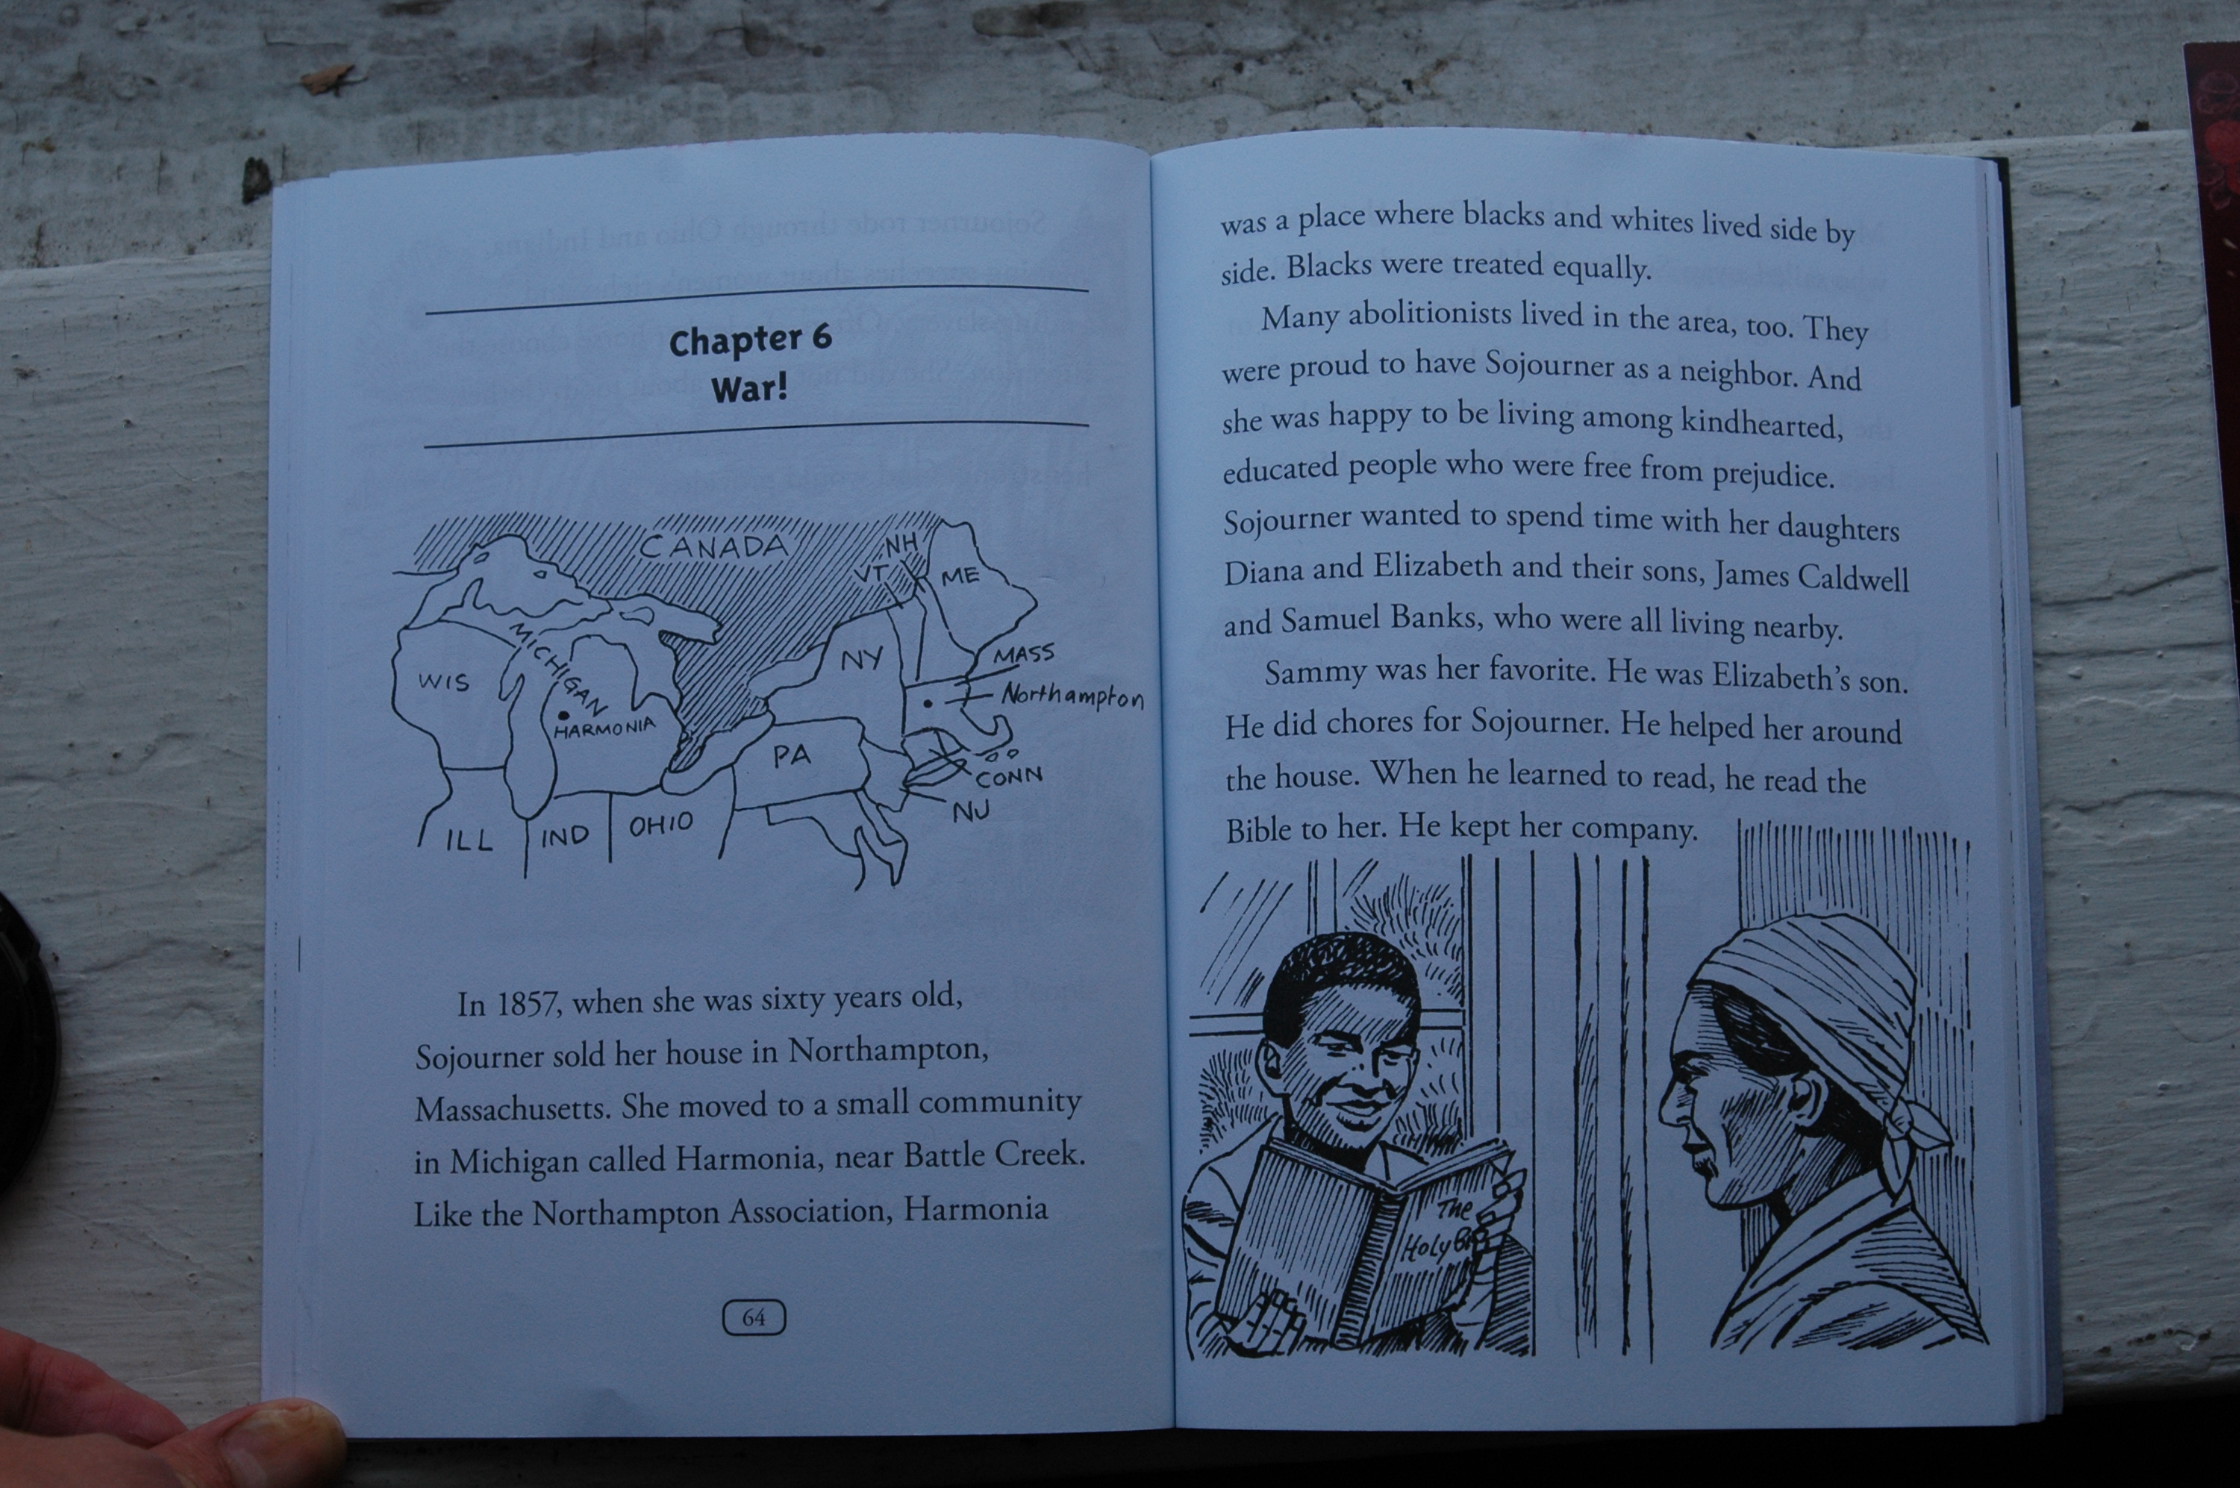 Chapter 6
War!
CANADA
NH
VT
ME
MICHIGAN
WIS
NY
MASS
Northampton
HARMONIA
PA
CONN
NJ
ILL
IND
OHIO
In 1857, when she was sixty years old,
Sojourner sold her house in Northampton,
Massachusetts. She moved to a small community
in Michigan called Harmonia, near Battle Creek.
Like the Northampton Association, Harmonia
64
was a place where blacks and whites lived side by
side. Blacks were treated equally.
Many abolitionists lived in the area, too. They
were proud to have Sojourner as a neighbor. And
she was happy to be living among kindhearted,
educated people who were free from prejudice.
Sojourner wanted to spend time with her daughters
Diana and Elizabeth and their sons, James Caldwell
and Samuel Banks, who were all living nearby.
Sammy was her favorite. He was Elizabeth's son.
He did chores for Sojourner. He helped her around
the house. When he learned to read, he read the
Bible to her. He kept her company.
The
Holy